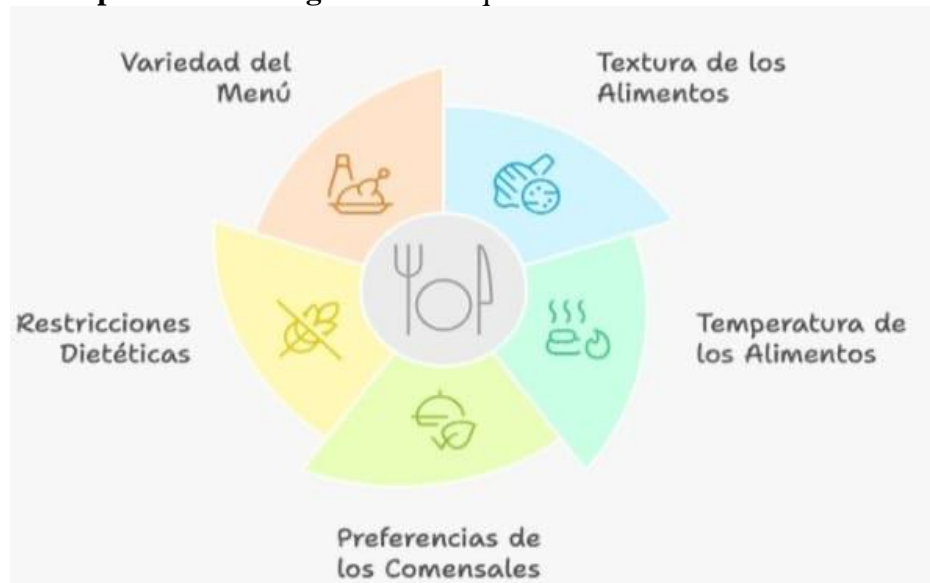 Variedad del
Menú
Textura de los
Alimentos
Restricciones
Dietéticas
Temperatura de
los Alimentos
Preferencias de
los Comensales